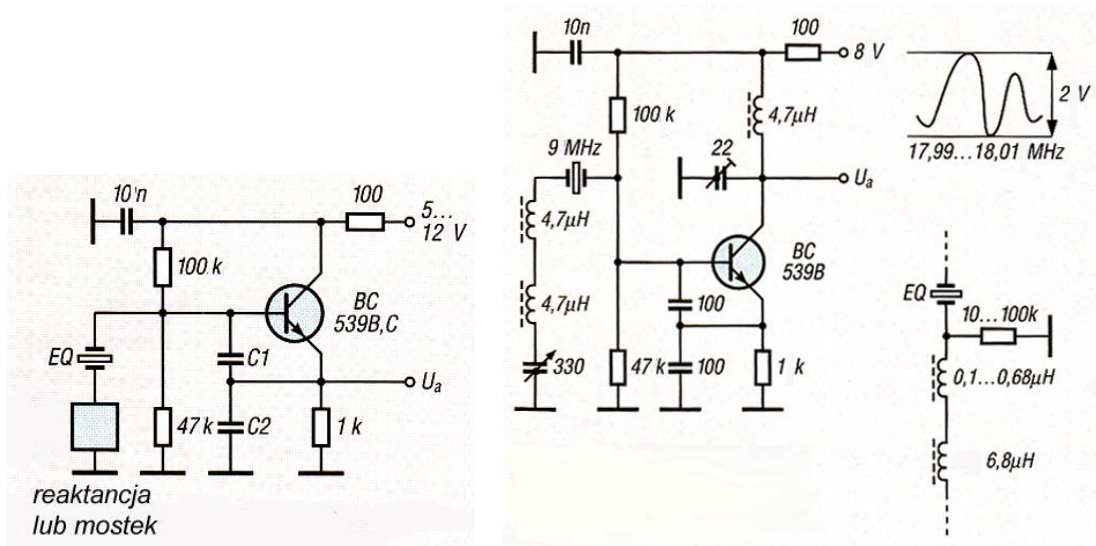 10 n
100
5...
12 V
100 k
BC
539B,C
EQ
C1
Ua
47 k
C2
1 k
reaktancja
lub mostek
10n
100
8 V
100 k
4,7µH
2 V
17,99...18,01 MHz
9 MHz
22
Ua
4,7µH
BC
539B
4,7µH
100
EQ
10...100k
330
47 k
100
1 k
0,1...0,68µH
6,8µH